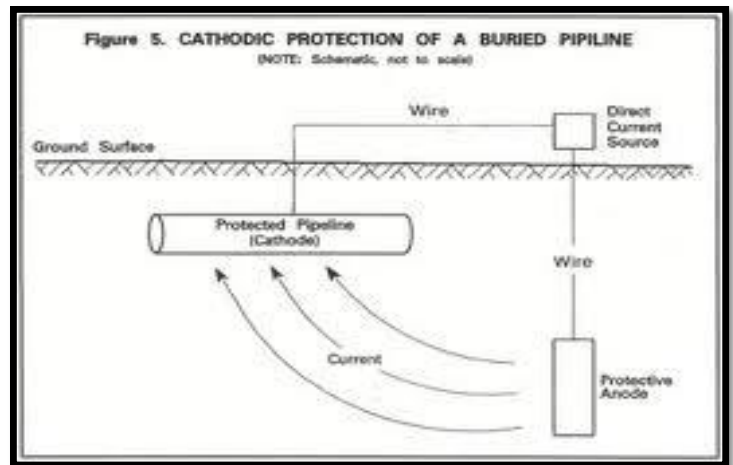 Figure 5. CATHODIC PROTECTION OF A BURIED PIPILINE
(NOTE: Schematic, not to scale)
Wire
Direct
Current
Source
Ground Surface
Protected Pipeline
(Cathode)
Wire
Current
Protective
Anode